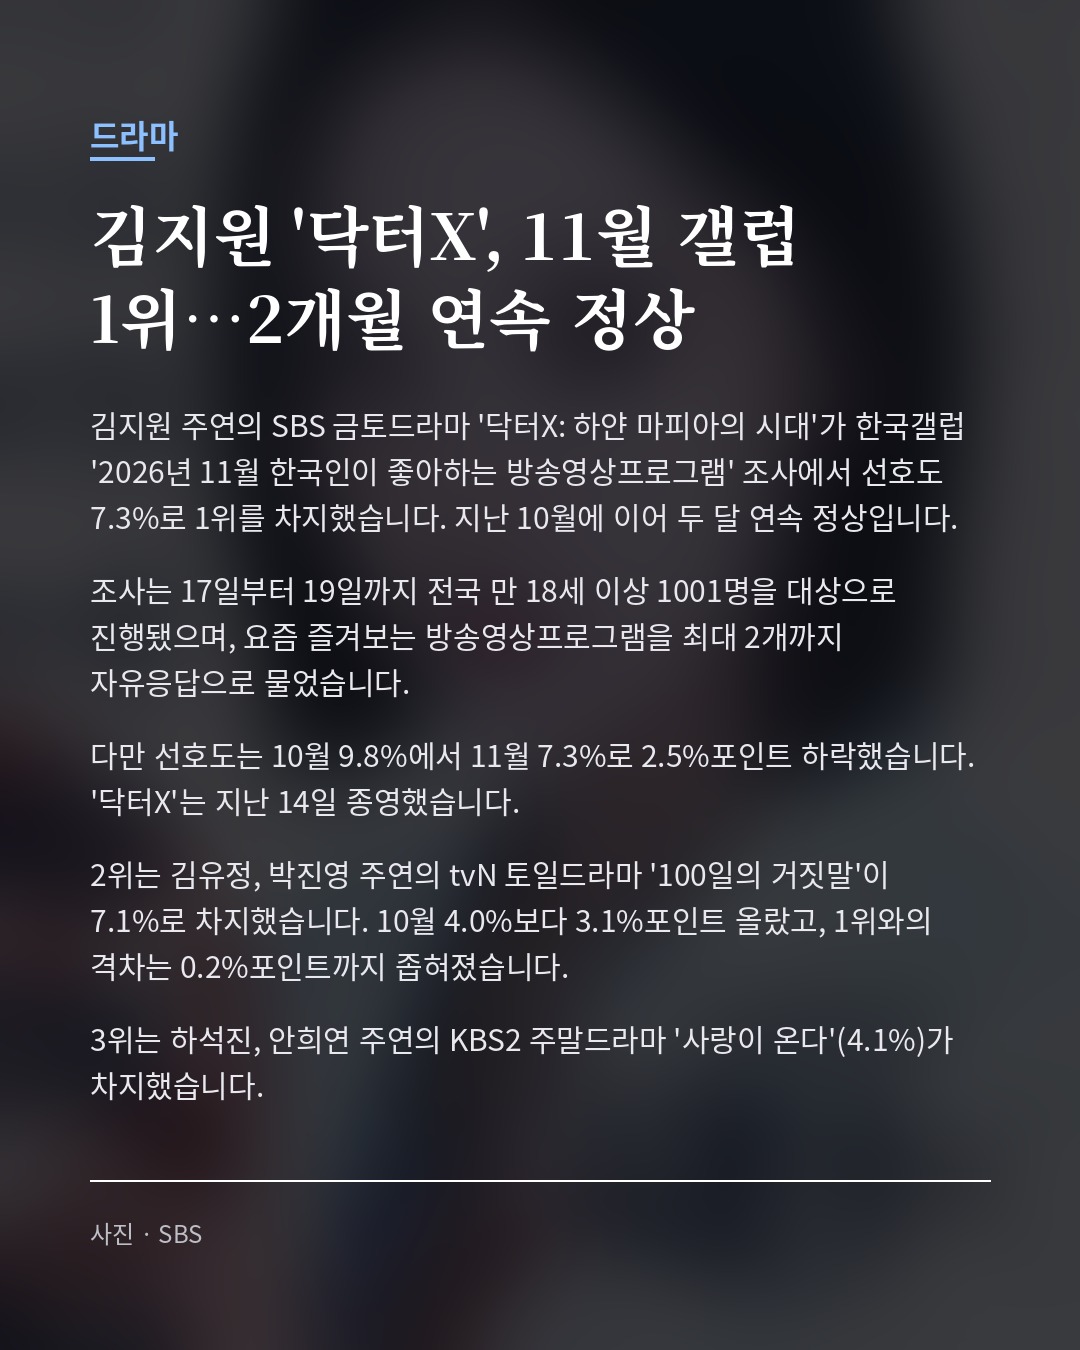 드라마
김지원 '닥터X', 11월 갤럽
1위…2개월 연속 정상
김지원 주연의 SBS 금토드라마 '닥터X: 하얀 마피아의 시대'가 한국갤럽
'2026년 11월 한국인이 좋아하는 방송영상프로그램' 조사에서 선호도
7.3%로 1위를 차지했습니다. 지난 10월에 이어 두 달 연속 정상입니다.
조사는 17일부터 19일까지 전국 만 18세 이상 1001명을 대상으로
진행됐으며, 요즘 즐겨보는 방송영상프로그램을 최대 2개까지
자유응답으로 물었습니다.
다만 선호도는 10월 9.8%에서 11월 7.3%로 2.5%포인트 하락했습니다.
'닥터X'는 지난 14일 종영했습니다.
2위는 김유정, 박진영 주연의 tvN 토일드라마 '100일의 거짓말'이
7.1%로 차지했습니다. 10월 4.0%보다 3.1%포인트 올랐고, 1위와의
격차는 0.2%포인트까지 좁혀졌습니다.
3위는 하석진, 안희연 주연의 KBS2 주말드라마 '사랑이 온다'(4.1%)가
차지했습니다.
사진 · SBS